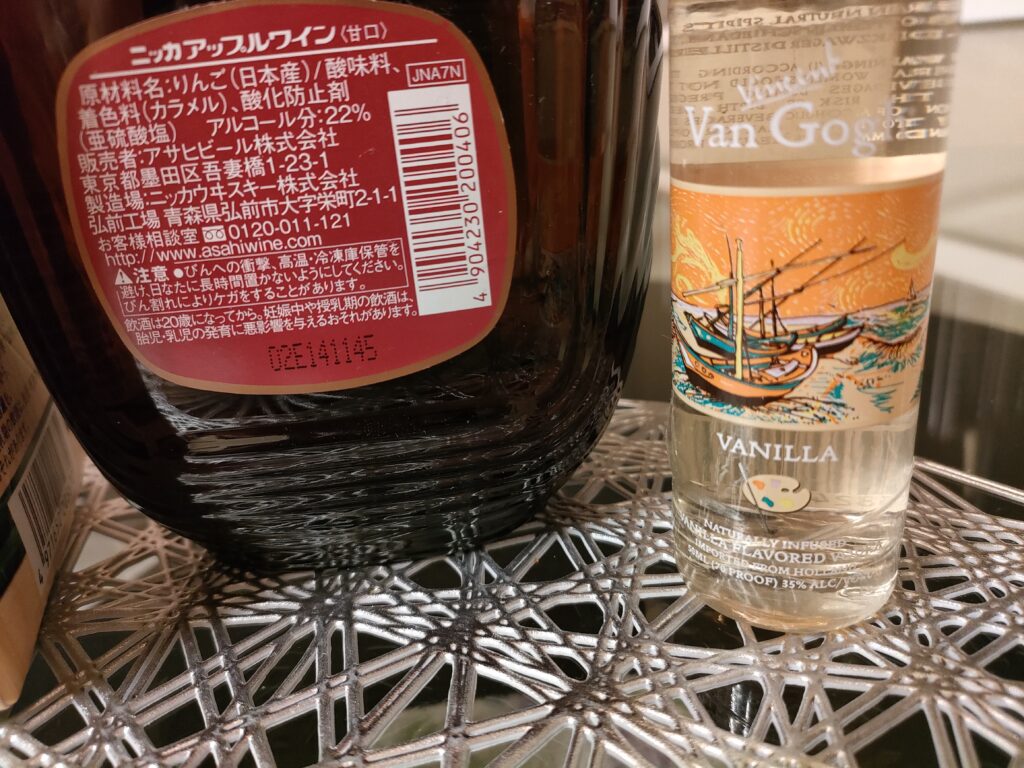 ニッカアップルワイン〈甘口〉
原材料名:りんご(日本産)/酸味料、
着色料(カラメル)、酸化防止剤
(亜硫酸塩) アルコール分:22%
販売者:アサヒビール株式会社
東京都墨田区吾妻橋1-23-1
製造場:ニッカウヰスキー株式会社
弘前工場 青森県弘前市大字栄町2-1-1
お客様相談室 0120-011-121
http://www.asahiwine.com
注意 ●びんへの衝撃、高温・冷凍庫保管を
避け、日なたに長時間置かないようにしてください。
びん割れによりケガをすることがあります。
飲酒は20歳になってから。妊娠中や授乳期の飲酒は、
胎児・乳児の発育に悪影響を与えるおそれがあります。
JNA7N
4 904230 200406
02E141145
Vincent
Van Gog
VANILLA
NATURALLY INFUSED
VANILLA FLAVORED
IMPORTED FROM
(70 PROOF) 35% ALC